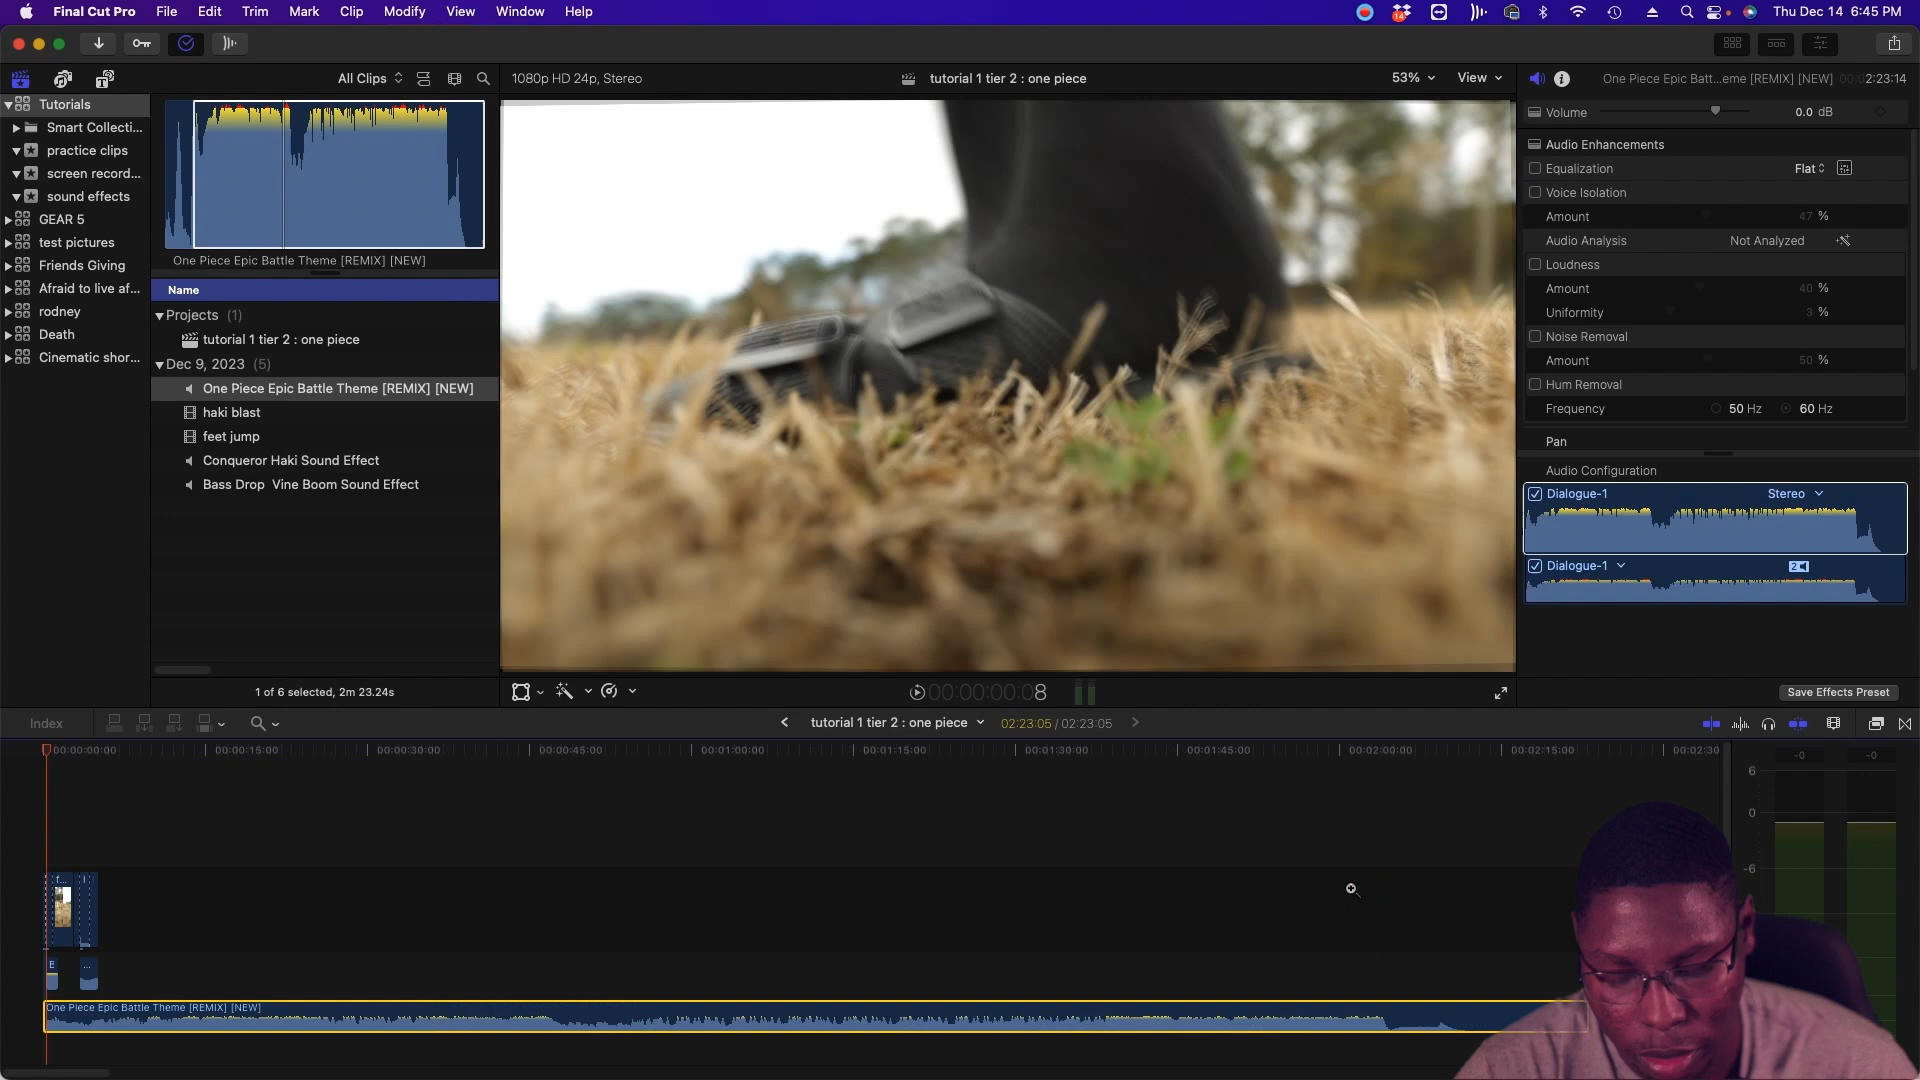 Final Cut Pro File Edit Trim Mark Clip Modify View Window Help 14 Thu Dec 14 6:45 PM
All Clips
1080p HD 24p, Stereo
tutorial 1 tier 2 : one piece
53%
View
One Piece Epic Batt...eme [REMIX] [NEW]
2:23:14
Tutorials
Smart Collecti...
practice clips
screen record...
sound effects
GEAR 5
test pictures
Friends Giving
Afraid to live af...
rodney
Death
Cinematic shor...
One Piece Epic Battle Theme [REMIX] [NEW]
Name
Projects (1)
tutorial 1 tier 2 : one piece
Dec 9, 2023 (5)
One Piece Epic Battle Theme [REMIX] [NEW]
haki blast
feet jump
Conqueror Haki Sound Effect
Bass Drop Vine Boom Sound Effect
1 of 6 selected, 2m 23.24s
00:00:00:08
Volume 0.0 dB
Audio Enhancements
Equalization Flat
Voice Isolation
Amount 47 %
Audio Analysis Not Analyzed
Loudness
Amount 40 %
Uniformity 3 %
Noise Removal
Amount 50 %
Hum Removal
Frequency 50 Hz 60 Hz
Pan
Audio Configuration
Dialogue-1 Stereo
Dialogue-1 2
Save Effects Preset
Index
tutorial 1 tier 2 : one piece
02:23:05 / 02:23:05
00:00:00:00 00:00:15:00 00:00:30:00 00:00:45:00 00:01:00:00 00:01:15:00 00:01:30:00 00:01:45:00 00:02:00:00 00:02:15:00 00:02:30
-0 -0
6
0
-6
f...
B
...
One Piece Epic Battle Theme [REMIX] [NEW]